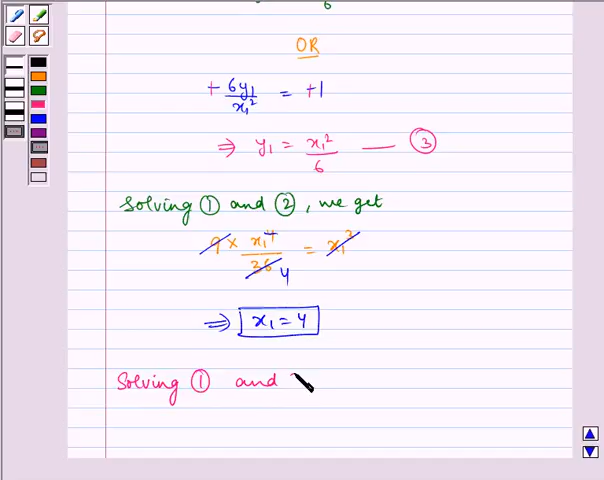 6
OR
+ 6y₁/x₁² = +1
⇒ y₁ = x₁²/6 — ③
Solving ① and ②, we get
9 × x₁⁴/36 4 = x₁³
⇒ x₁ = 4
Solving ① and